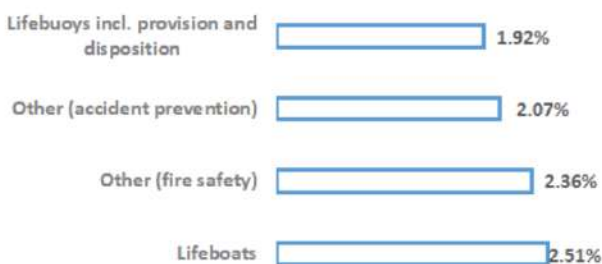 Lifebuoys incl. provision and
disposition
1.92%
Other (accident prevention)
2.07%
Other (fire safety)
2.36%
Lifeboats
2.51%